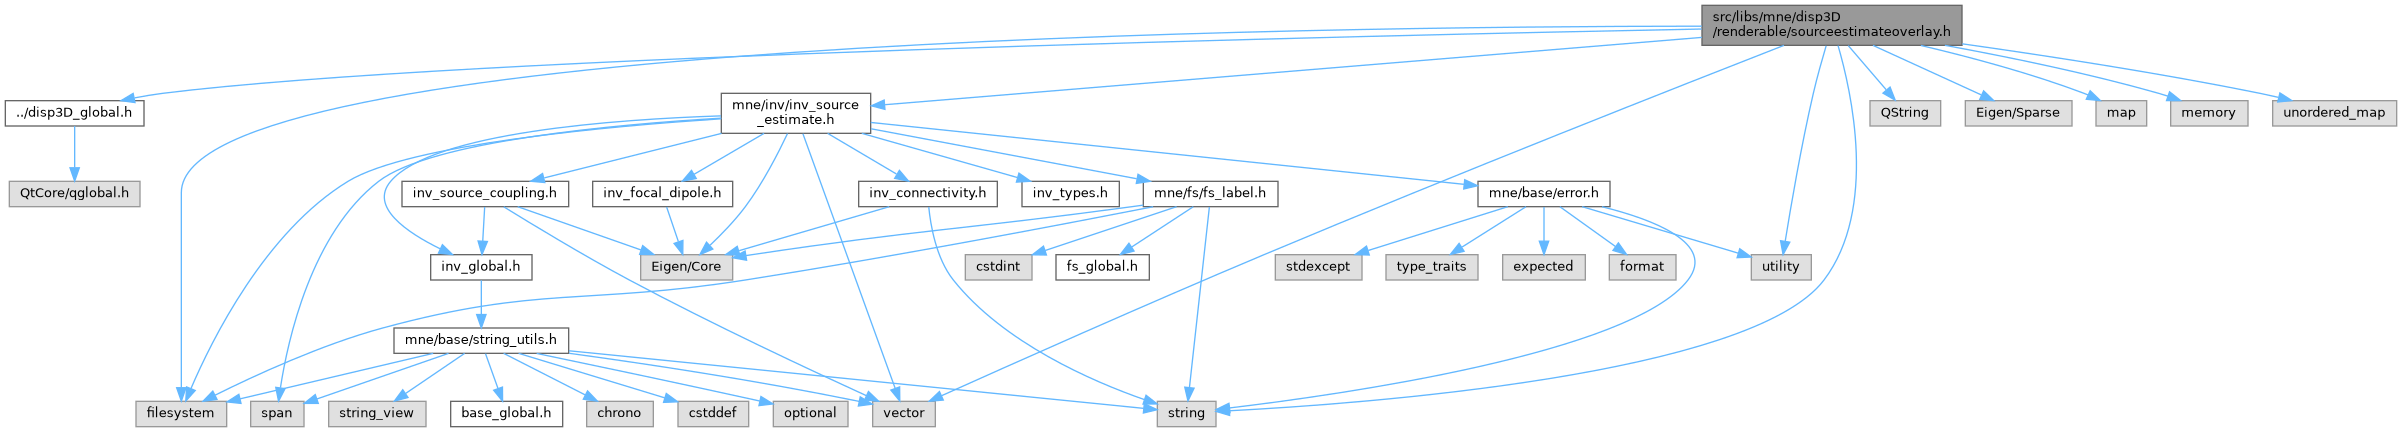 src/libs/mne/disp3D
/renderable/sourceestimateoverlay.h
../disp3D_global.h
mne/inv/inv_source
_estimate.h
QString
Eigen/Sparse
map
memory
unordered_map
QtCore/qglobal.h
inv_source_coupling.h
inv_focal_dipole.h
inv_connectivity.h
inv_types.h
mne/fs/fs_label.h
mne/base/error.h
inv_global.h
Eigen/Core
cstdint
fs_global.h
stdexcept
type_traits
expected
format
utility
mne/base/string_utils.h
filesystem
span
string_view
base_global.h
chrono
cstddef
optional
vector
string